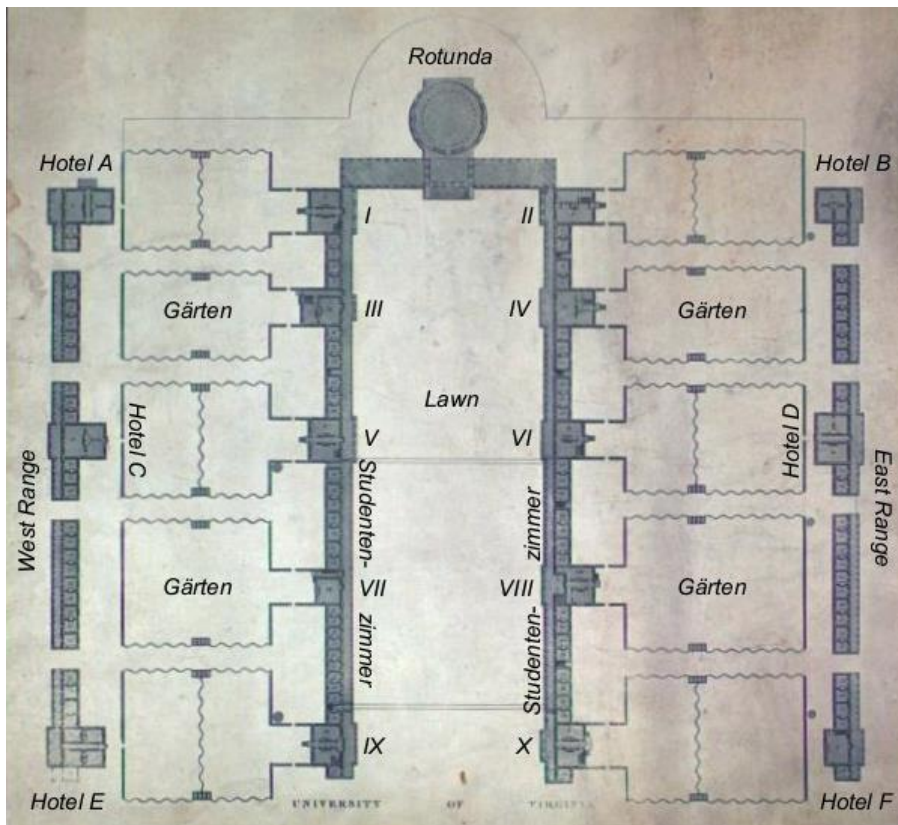 Rotunda
Hotel A
Hotel B
I
II
Gärten
III
IV
Gärten
Lawn
Hotel C
V
VI
Hotel D
West Range
Studenten-
zimmer
Studenten-
zimmer
East Range
Gärten
VII
VIII
Gärten
IX
X
Hotel E
UNIVERSITY OF VIRGINIA
Hotel F